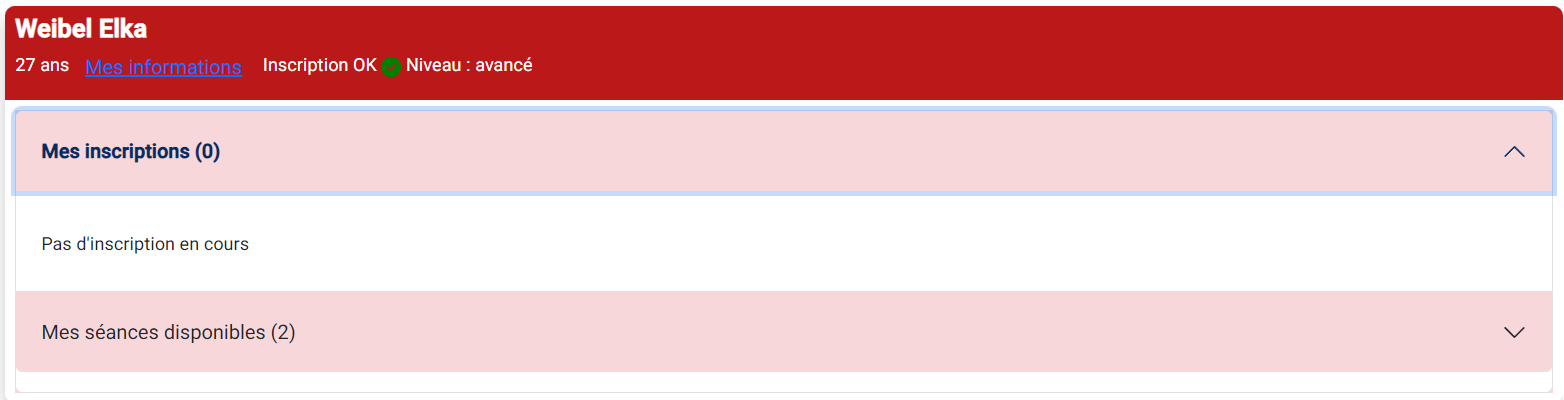 Weibel Elka
27 ans Mes informations Inscription OK Niveau : avancé
Mes inscriptions (0)
Pas d'inscription en cours
Mes séances disponibles (2)